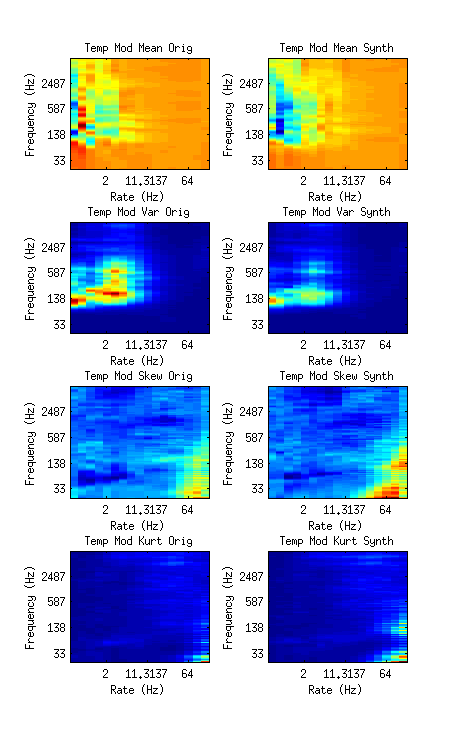 Temp Mod Mean Orig
Temp Mod Mean Synth
Frequency (Hz)
2487
587
138
33
2 11.3137 64
Rate (Hz)
Frequency (Hz)
2487
587
138
33
2 11.3137 64
Rate (Hz)
Temp Mod Var Orig
Temp Mod Var Synth
Frequency (Hz)
2487
587
138
33
2 11.3137 64
Rate (Hz)
Frequency (Hz)
2487
587
138
33
2 11.3137 64
Rate (Hz)
Temp Mod Skew Orig
Temp Mod Skew Synth
Frequency (Hz)
2487
587
138
33
2 11.3137 64
Rate (Hz)
Frequency (Hz)
2487
587
138
33
2 11.3137 64
Rate (Hz)
Temp Mod Kurt Orig
Temp Mod Kurt Synth
Frequency (Hz)
2487
587
138
33
2 11.3137 64
Rate (Hz)
Frequency (Hz)
2487
587
138
33
2 11.3137 64
Rate (Hz)